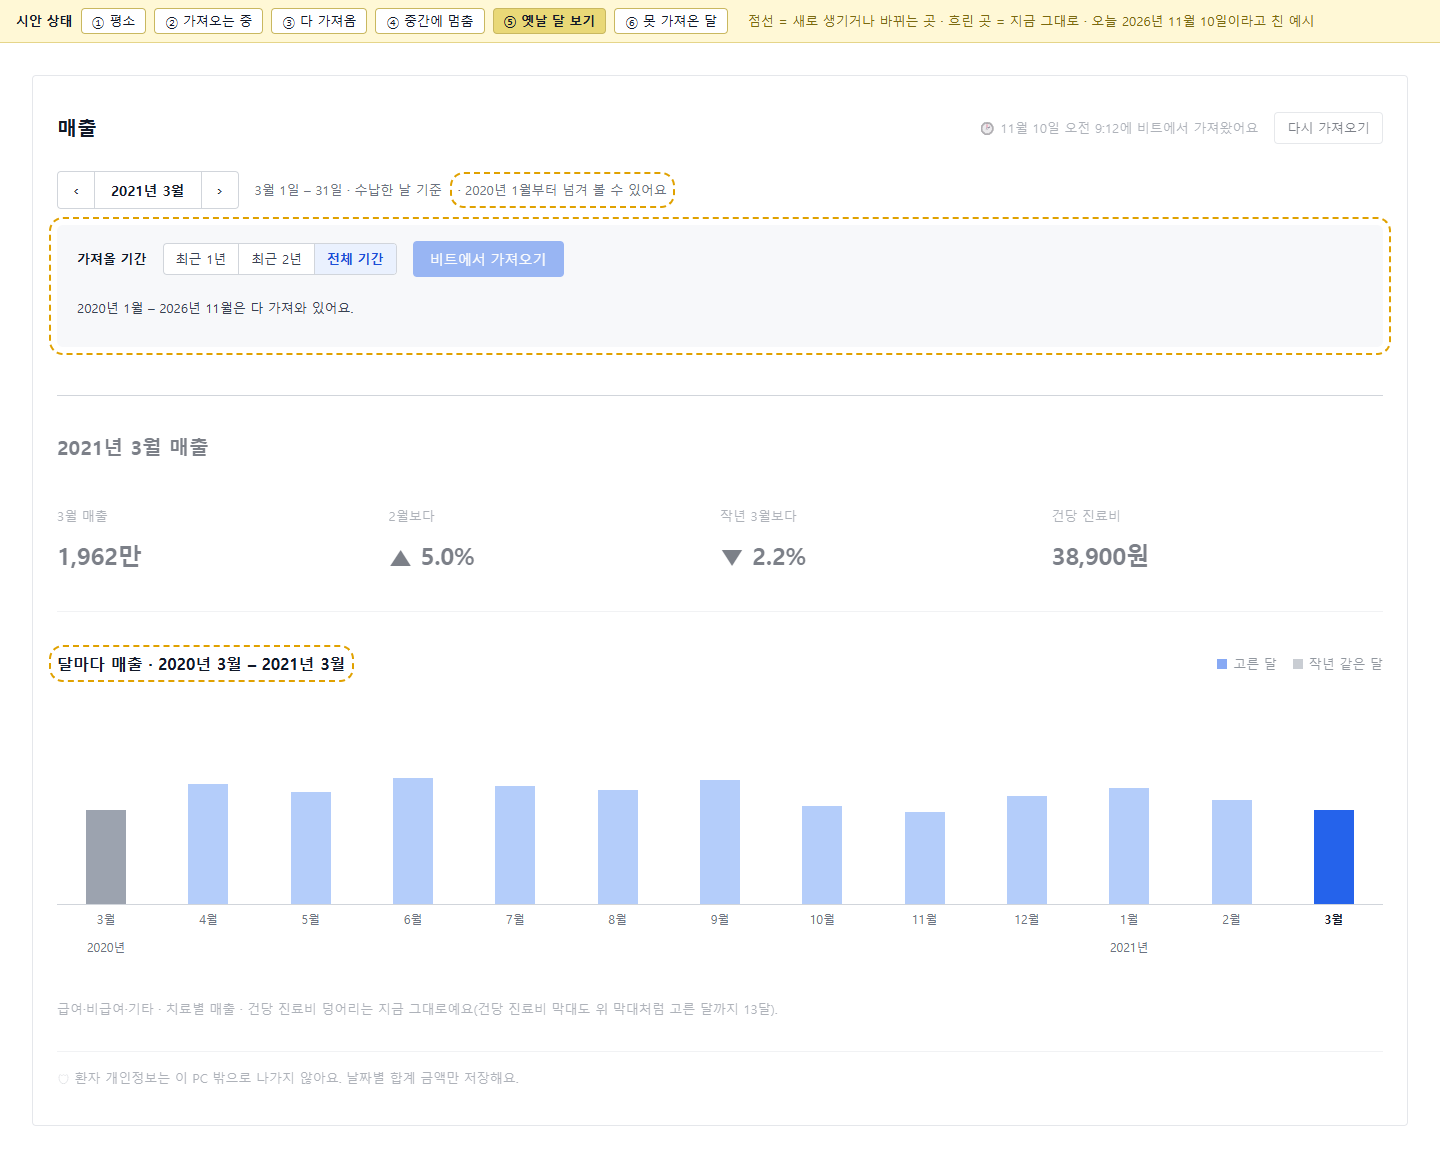 시안 상태 ① 평소 ② 가져오는 중 ③ 다 가져옴 ④ 중간에 멈춤 ⑤ 옛날 달 보기 ⑥ 못 가져온 달 점선 = 새로 생기거나 바뀌는 곳 · 흐린 곳 = 지금 그대로 · 오늘 2026년 11월 10일이라고 친 예시
매출 11월 10일 오전 9:12에 비트에서 가져왔어요 다시 가져오기
‹ 2021년 3월 › 3월 1일 – 31일 · 수납한 날 기준 · 2020년 1월부터 넘겨 볼 수 있어요
가져올 기간 최근 1년 최근 2년 전체 기간 비트에서 가져오기
2020년 1월 – 2026년 11월은 다 가져와 있어요.
2021년 3월 매출
3월 매출 2월보다 작년 3월보다 건당 진료비
1,962만 ▲ 5.0% ▼ 2.2% 38,900원
달마다 매출 · 2020년 3월 – 2021년 3월 고른 달 작년 같은 달
3월 4월 5월 6월 7월 8월 9월 10월 11월 12월 1월 2월 3월
2020년 2021년
급여·비급여·기타 · 치료별 매출 · 건당 진료비 덩어리는 지금 그대로예요(건당 진료비 막대도 위 막대처럼 고른 달까지 13달).
환자 개인정보는 이 PC 밖으로 나가지 않아요. 날짜별 합계 금액만 저장해요.